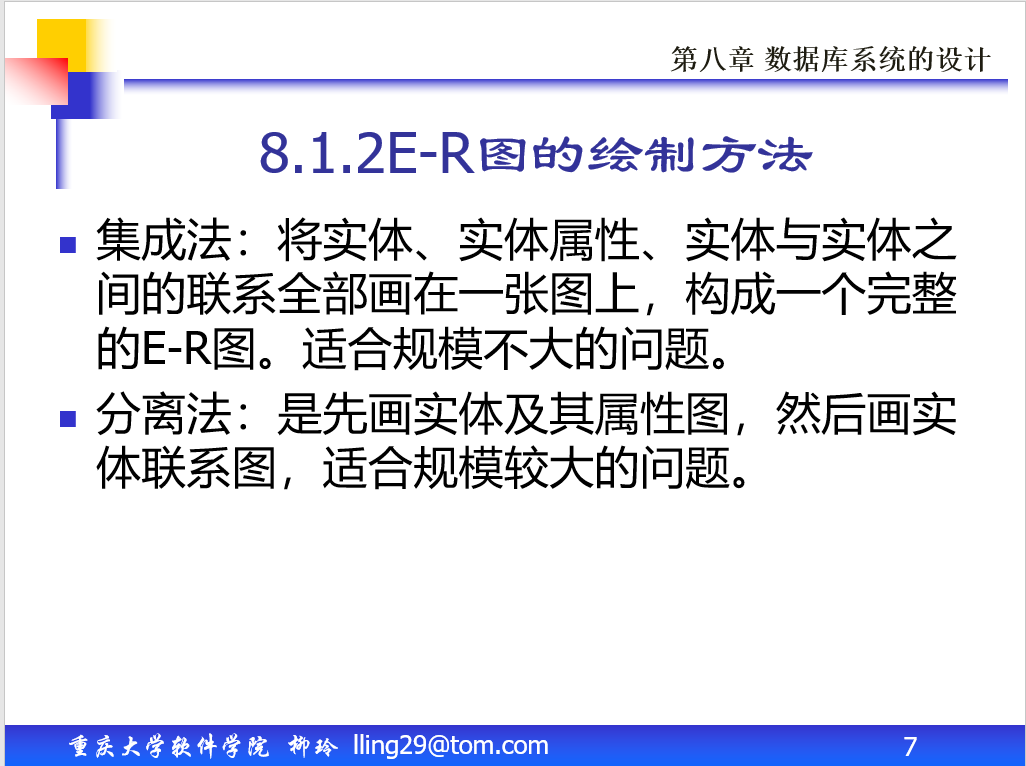 第八章 数据库系统的设计
8.1.2E-R图的绘制方法
集成法：将实体、实体属性、实体与实体之
间的联系全部画在一张图上，构成一个完整
的E-R图。适合规模不大的问题。
分离法：是先画实体及其属性图，然后画实
体联系图，适合规模较大的问题。
重庆大学软件学院 柳玲 lling29@tom.com
7